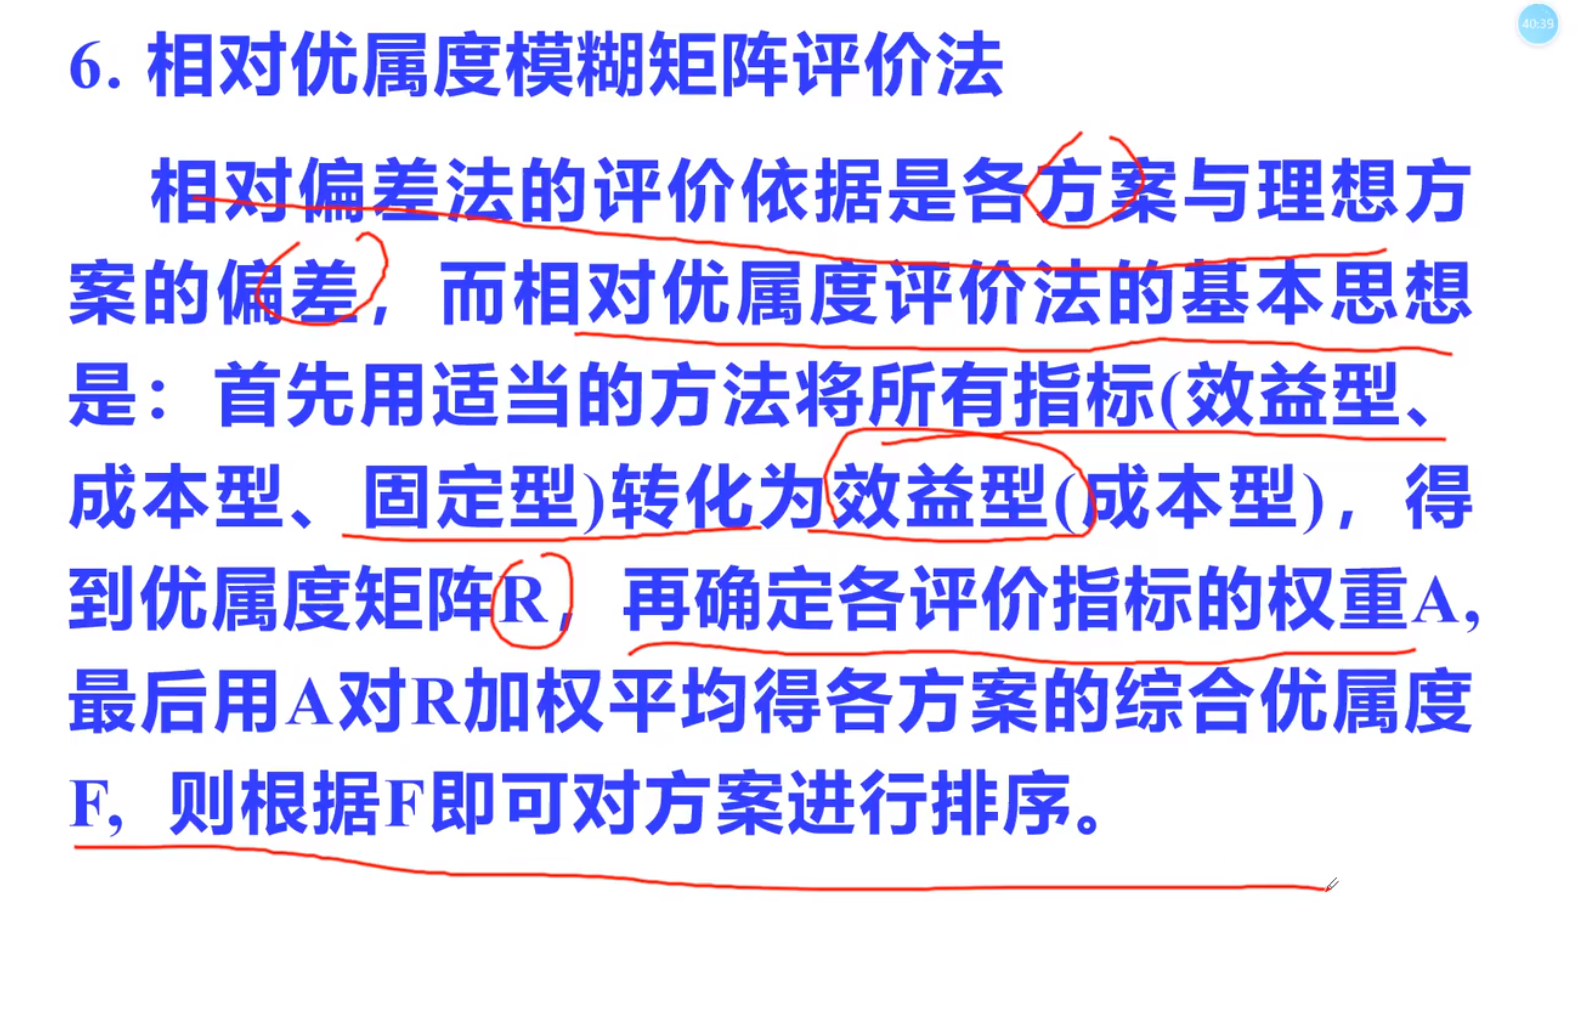 40:39
6. 相对优属度模糊矩阵评价法
相对偏差法的评价依据是各方案与理想方
案的偏差，而相对优属度评价法的基本思想
是：首先用适当的方法将所有指标(效益型、
成本型、固定型)转化为效益型(成本型)，得
到优属度矩阵R，再确定各评价指标的权重A,
最后用A对R加权平均得各方案的综合优属度
F, 则根据F即可对方案进行排序。